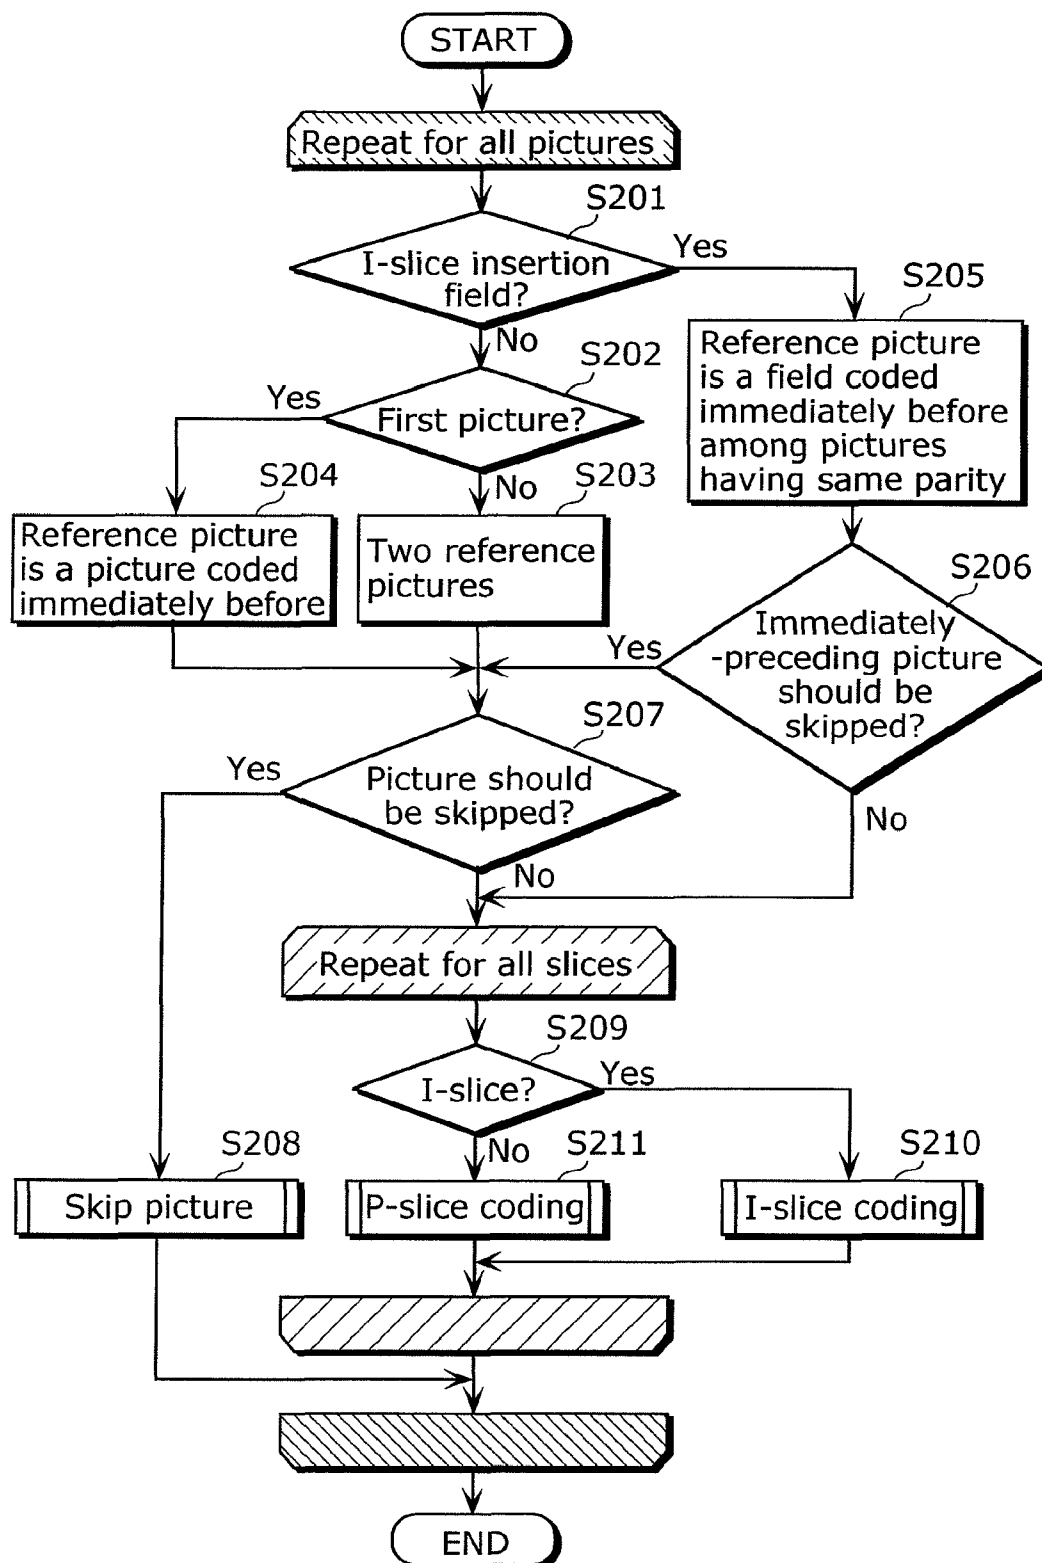 START
Repeat for all pictures
S201
I-slice insertion
field?
Yes
No
S205
Reference picture
is a field coded
immediately before
among pictures
having same parity
S202
First picture?
Yes
No
S204
Reference picture
is a picture coded
immediately before
S203
Two reference
pictures
S206
Immediately
-preceding picture
should be
skipped?
Yes
No
S207
Picture should
be skipped?
Yes
No
Repeat for all slices
S209
I-slice?
Yes
No
S208
Skip picture
S211
P-slice coding
S210
I-slice coding
END